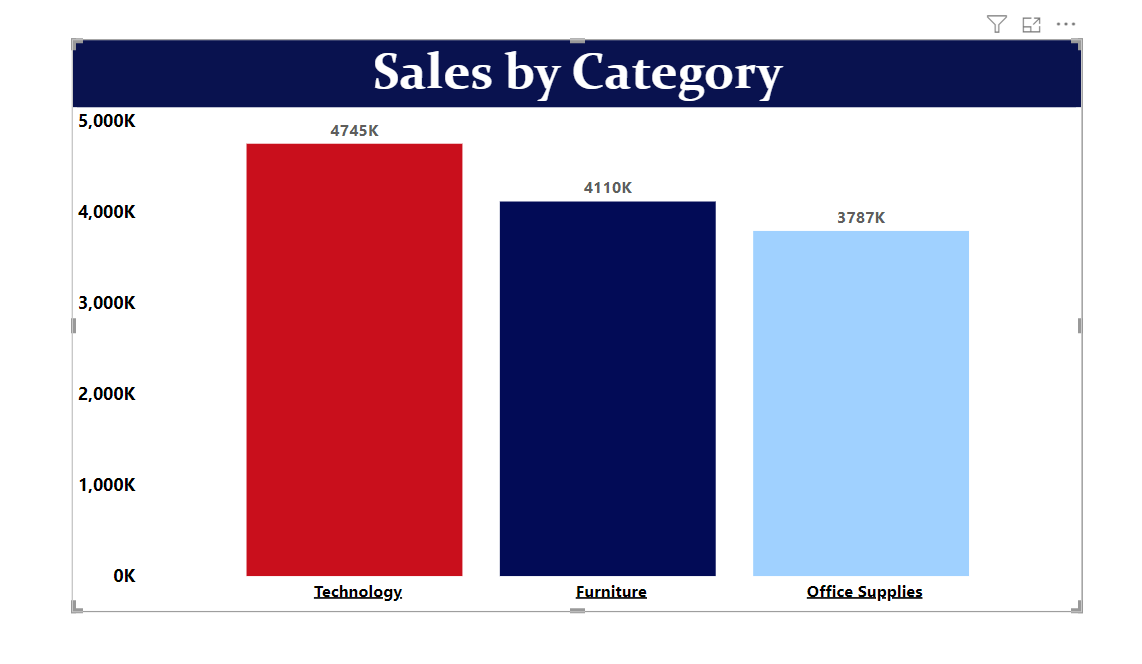 Sales by Category
5,000K
4,000K
3,000K
2,000K
1,000K
0K
4745K
4110K
3787K
Technology
Furniture
Office Supplies